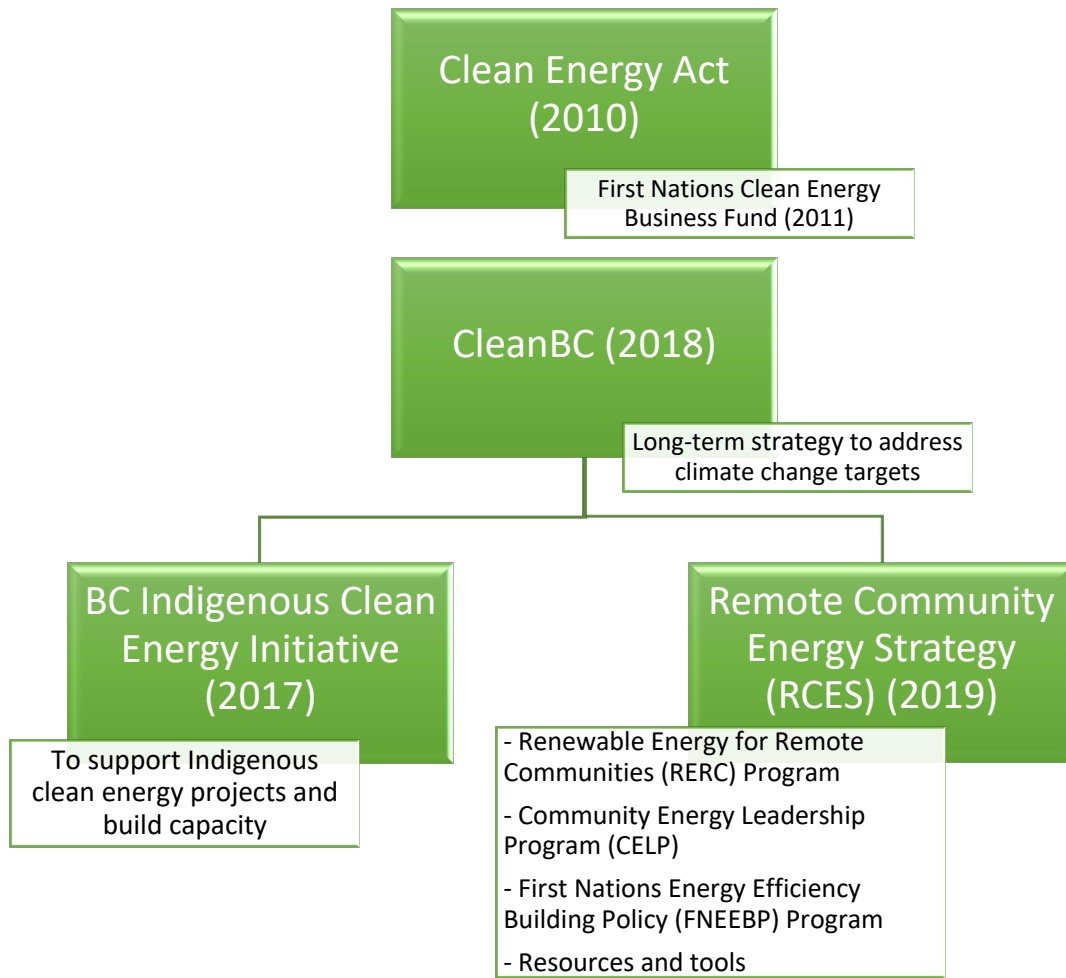 Clean Energy Act
(2010)
First Nations Clean Energy
Business Fund (2011)
CleanBC (2018)
Long-term strategy to address
climate change targets
BC Indigenous Clean
Energy Initiative
(2017)
To support Indigenous
clean energy projects and
build capacity
Remote Community
Energy Strategy
(RCES) (2019)
- Renewable Energy for Remote
Communities (RERC) Program
- Community Energy Leadership
Program (CELP)
- First Nations Energy Efficiency
Building Policy (FNEEBP) Program
- Resources and tools